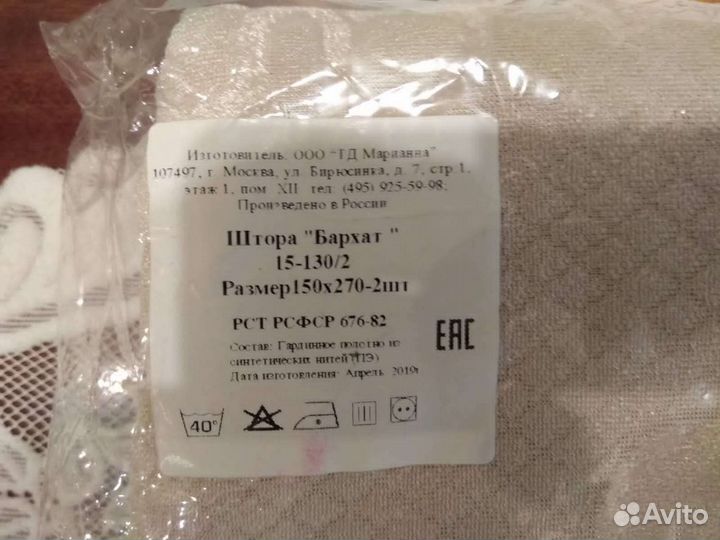 Изготовитель: ООО "ТД Марианна"
107497, г. Москва, ул. Бирюсинка, д. 7, стр.1,
этаж 1, пом. XII тел. (495) 925-59-98;
Произведено в России
Штора "Бархат "
15-130/2
Размер150х270-2шт
РСТ РСФСР 676-82
Состав: Гардинное полотно из
синтетических нитей (ПЭ)
Дата изготовления: Апрель 2019г
EAC
40°
Avito